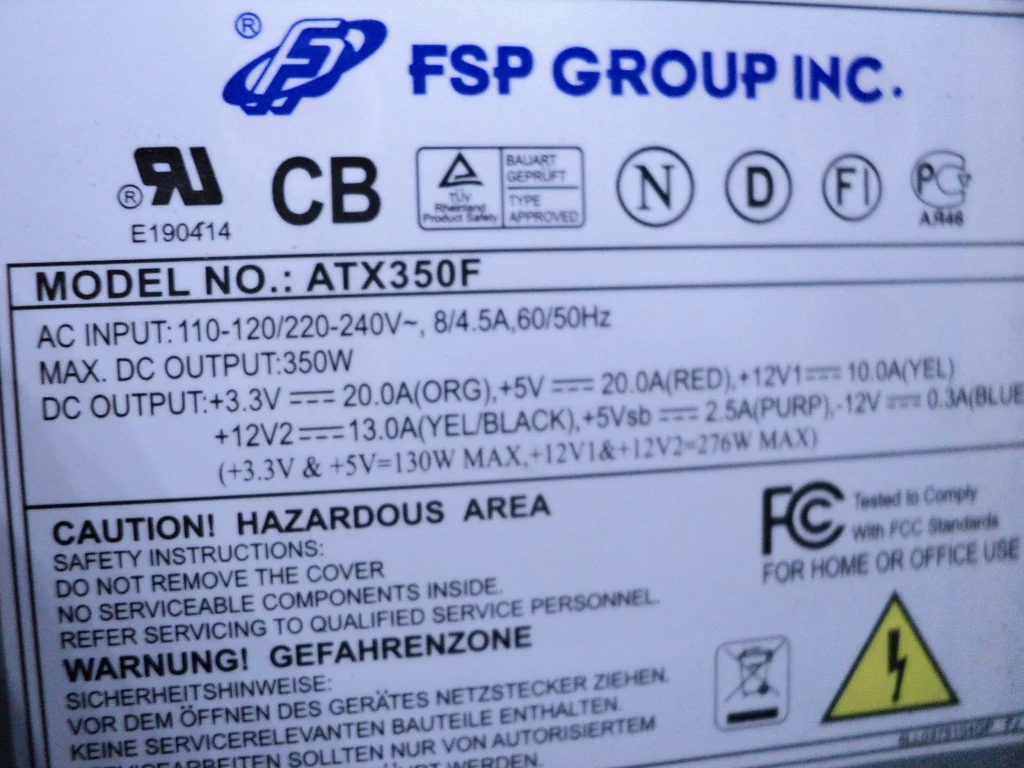 ® FSP GROUP INC.
® RU CB TÜV Rheinland Product Safety BAUART GEPRÜFT TYPE APPROVED N D FI PC
E190414 АЯ46
MODEL NO.: ATX350F
AC INPUT: 110-120/220-240V~, 8/4.5A,60/50Hz
MAX. DC OUTPUT:350W
DC OUTPUT:+3.3V ⎓ 20.0A(ORG),+5V ⎓ 20.0A(RED),+12V1⎓ 10.0A(YEL)
+12V2⎓13.0A(YEL/BLACK),+5Vsb ⎓ 2.5A(PURP),-12V ⎓ 0.3A(BLUE
(+3.3V & +5V=130W MAX,+12V1&+12V2=276W MAX)
CAUTION! HAZARDOUS AREA
SAFETY INSTRUCTIONS:
DO NOT REMOVE THE COVER
NO SERVICEABLE COMPONENTS INSIDE.
REFER SERVICING TO QUALIFIED SERVICE PERSONNEL.
FC Tested to Comply
With FCC Standards
FOR HOME OR OFFICE USE
WARNUNG! GEFAHRENZONE
SICHERHEITSHINWEISE:
VOR DEM ÖFFNEN DES GERÄTES NETZSTECKER ZIEHEN.
KEINE SERVICERELEVANTEN BAUTEILE ENTHALTEN.
SERVICEARBEITEN SOLLTEN NUR VON AUTORISIERTEM
WERDEN.